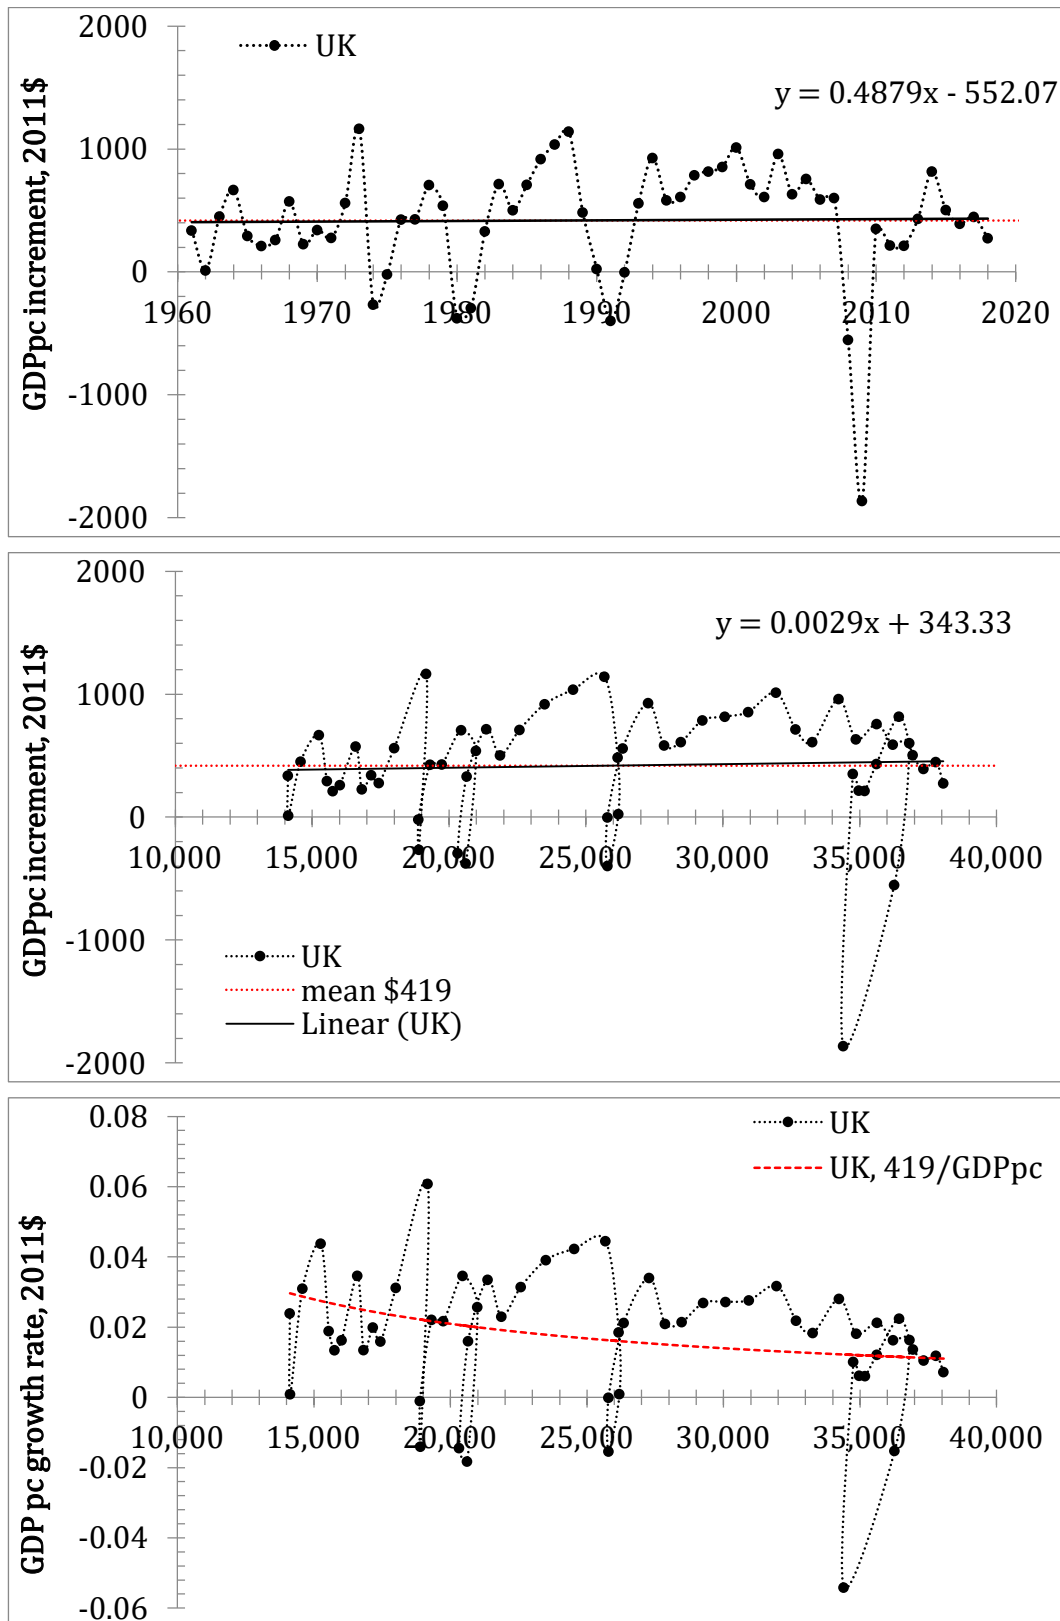 2000
UK
y = 0.4879x - 552.07
1000
0
1960 1970 1980 1990 2000 2010 2020
-1000
-2000
GDPpc increment, 2011$
2000
y = 0.0029x + 343.33
1000
0
10,000 15,000 20,000 25,000 30,000 35,000 40,000
-1000
UK
mean $419
Linear (UK)
-2000
GDPpc increment, 2011$
0.08
UK
UK, 419/GDPpc
0.06
0.04
0.02
0
10,000 15,000 20,000 25,000 30,000 35,000 40,000
-0.02
-0.04
-0.06
GDP pc growth rate, 2011$